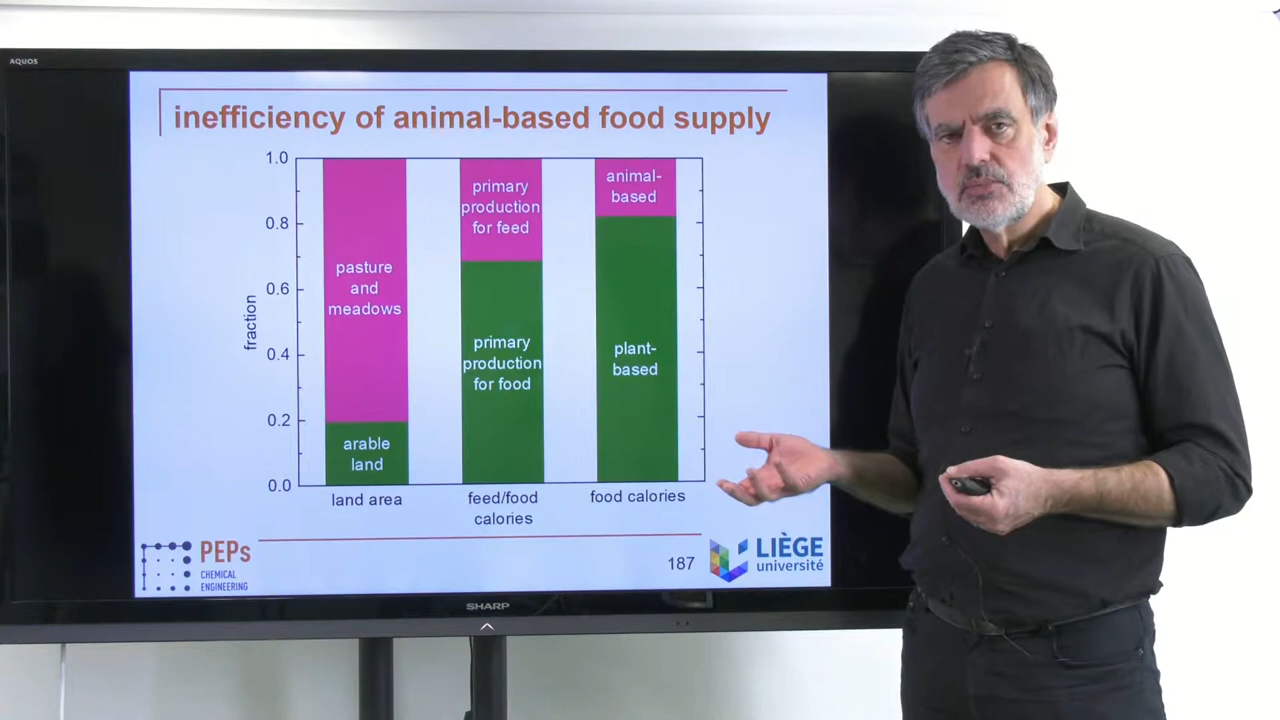 AQUOS
inefficiency of animal-based food supply
1.0
0.8
0.6
0.4
0.2
0.0
fraction
pasture
and
meadows
arable
land
primary
production
for feed
primary
production
for food
animal-
based
plant-
based
land area
feed/food
calories
food calories
PEPs
CHEMICAL
ENGINEERING
187
LIÈGE
université
SHARP